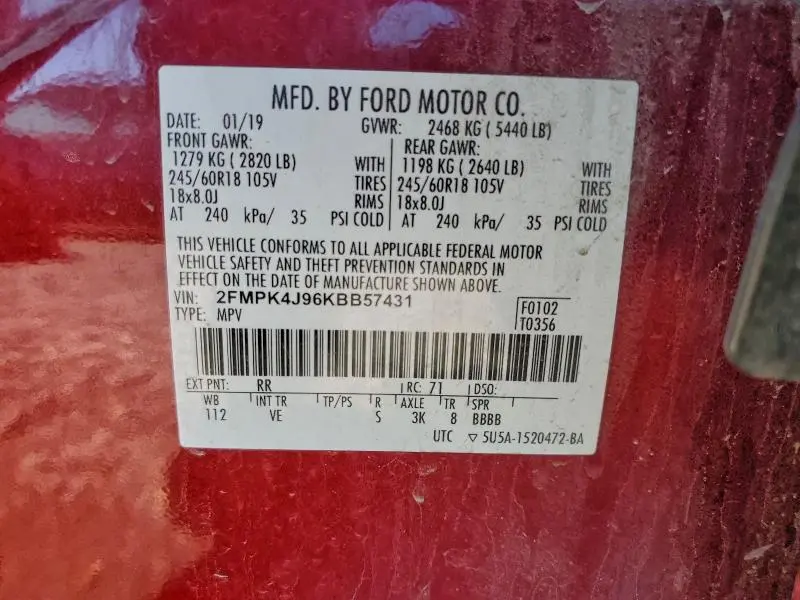 MFD. BY FORD MOTOR CO.
DATE: 01/19 GVWR: 2468 KG ( 5440 LB)
FRONT GAWR: REAR GAWR:
1279 KG ( 2820 LB) WITH 1198 KG ( 2640 LB) WITH
245/60R18 105V TIRES 245/60R18 105V TIRES
18x8.0J RIMS 18x8.0J RIMS
AT 240 kPa/ 35 PSI COLD AT 240 kPa/ 35 PSI COLD
THIS VEHICLE CONFORMS TO ALL APPLICABLE FEDERAL MOTOR
VEHICLE SAFETY AND THEFT PREVENTION STANDARDS IN
EFFECT ON THE DATE OF MANUFACTURE SHOWN ABOVE.
VIN: 2FMPK4J96KBB57431 F0102
TYPE: MPV T0356
EXT PNT: RR RC: 71 DSO:
WB INT TR TP/PS R AXLE TR SPR
112 VE S 3K 8 BBBB
UTC ▽ 5U5A-1520472-BA